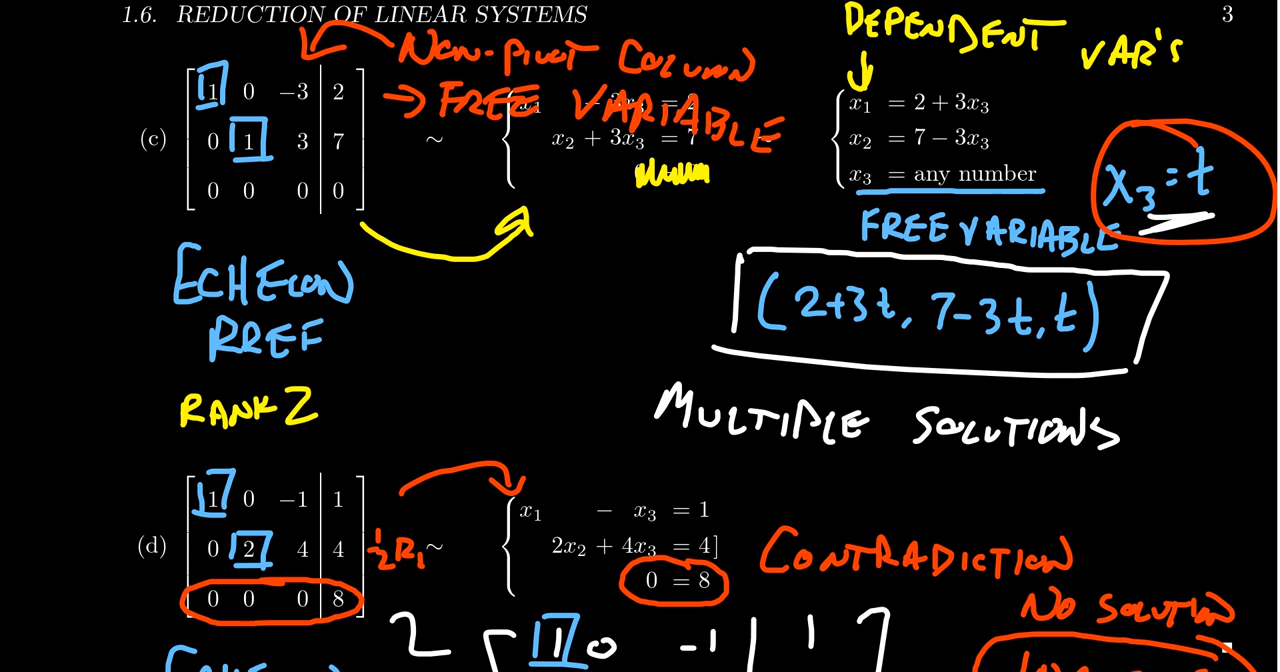 1.6. REDUCTION OF LINEAR SYSTEMS 3
DEPENDENT VAR'S
NON-PIVOT COLUMN
→ FREE VARIABLE
(c)
1 0 −3 | 2
0 1 3 | 7
0 0 0 | 0
∼
x₁ − 3x₃ =
x₂ + 3x₃ = 7
x₁ = 2 + 3x₃
x₂ = 7 − 3x₃
x₃ = any number
X₃ = t
FREE VARIABLE
(2+3t, 7-3t, t)
ECHELON
RREF
RANK 2
MULTIPLE SOLUTIONS
(d)
1 0 −1 | 1
0 2 4 | 4
0 0 0 | 8
½R₁ ∼
x₁ − x₃ = 1
2x₂ + 4x₃ = 4]
0 = 8
CONTRADICTION
NO SOLUTION
2 [ 1 0 -1 | 1 ]